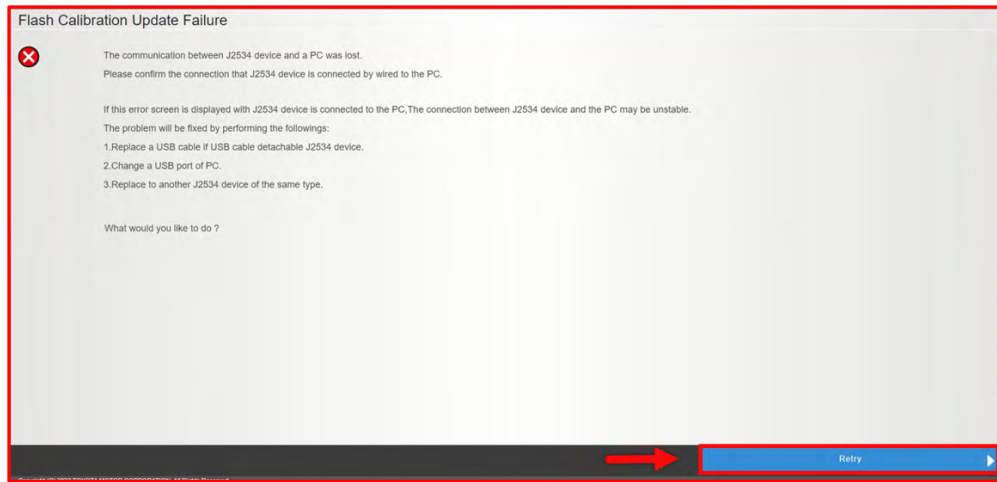 Flash Calibration Update Failure
The communication between J2534 device and a PC was lost.
Please confirm the connection that J2534 device is connected by wired to the PC.
If this error screen is displayed with J2534 device is connected to the PC,The connection between J2534 device and the PC may be unstable.
The problem will be fixed by performing the followings:
1.Replace a USB cable if USB cable detachable J2534 device.
2.Change a USB port of PC.
3.Replace to another J2534 device of the same type.
What would you like to do ?
Retry